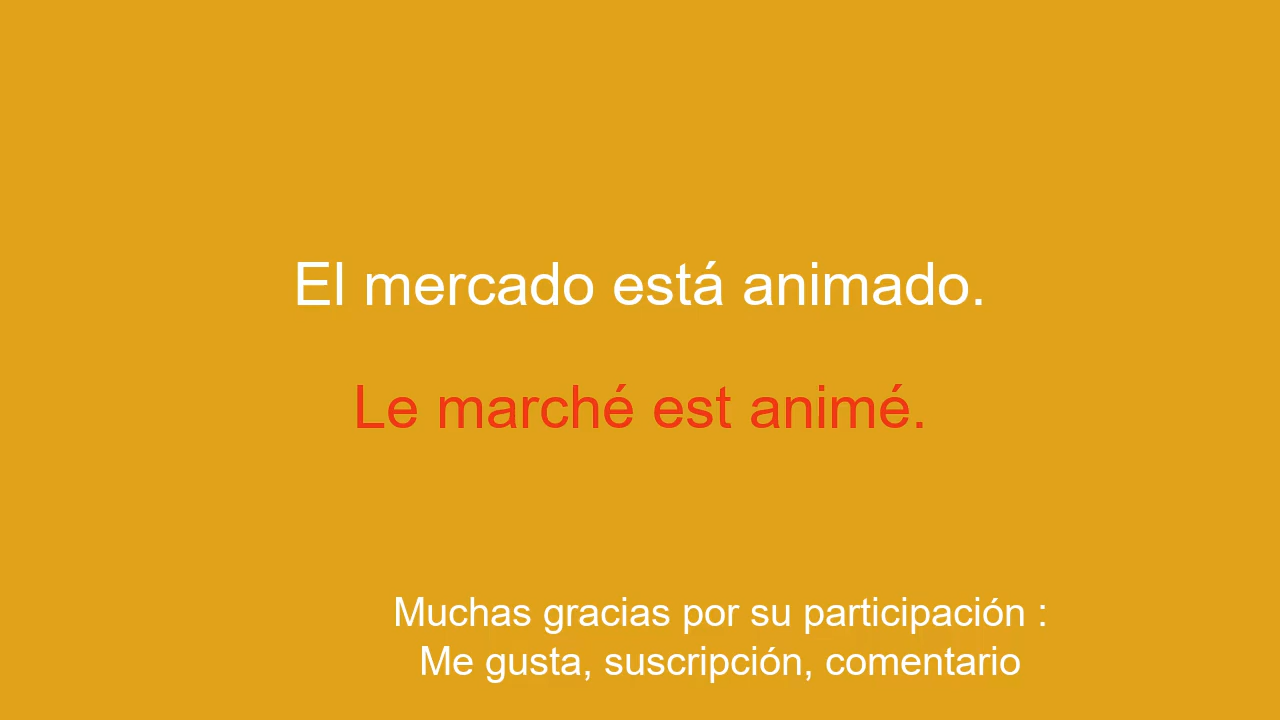 El mercado está animado.
Le marché est animé.
Muchas gracias por su participación :
Me gusta, suscripción, comentario